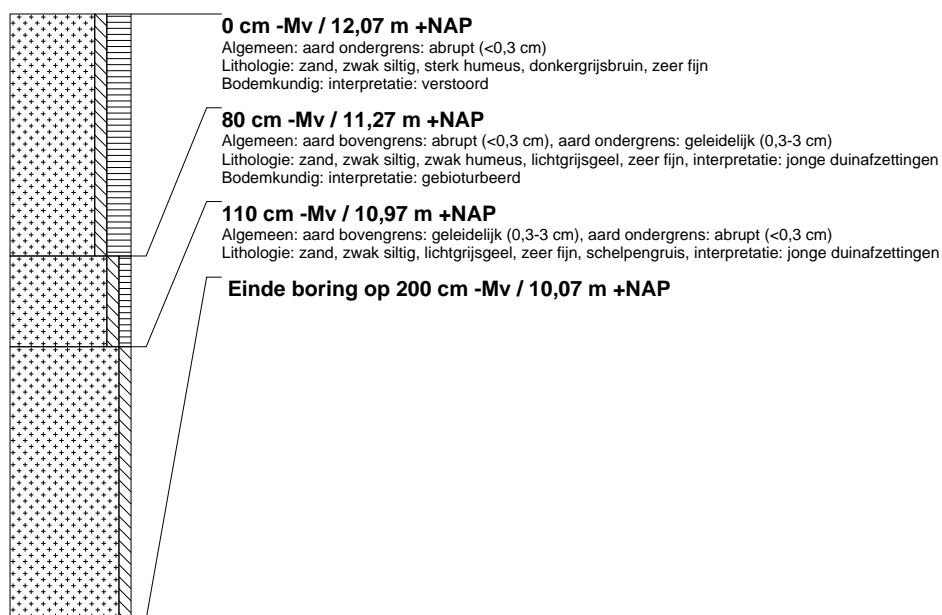 0 cm -Mv / 12,07 m +NAP
Algemeen: aard ondergrens: abrupt (<0,3 cm)
Lithologie: zand, zwak siltig, sterk humeus, donkergrijsbruin, zeer fijn
Bodemkundig: interpretatie: verstoord
80 cm -Mv / 11,27 m +NAP
Algemeen: aard bovengrens: abrupt (<0,3 cm), aard ondergrens: geleidelijk (0,3-3 cm)
Lithologie: zand, zwak siltig, zwak humeus, lichtgrijsgeel, zeer fijn, interpretatie: jonge duinafzettingen
Bodemkundig: interpretatie: gebioturbeerd
110 cm -Mv / 10,97 m +NAP
Algemeen: aard bovengrens: geleidelijk (0,3-3 cm), aard ondergrens: abrupt (<0,3 cm)
Lithologie: zand, zwak siltig, lichtgrijsgeel, zeer fijn, schelpengruis, interpretatie: jonge duinafzettingen
Einde boring op 200 cm -Mv / 10,07 m +NAP